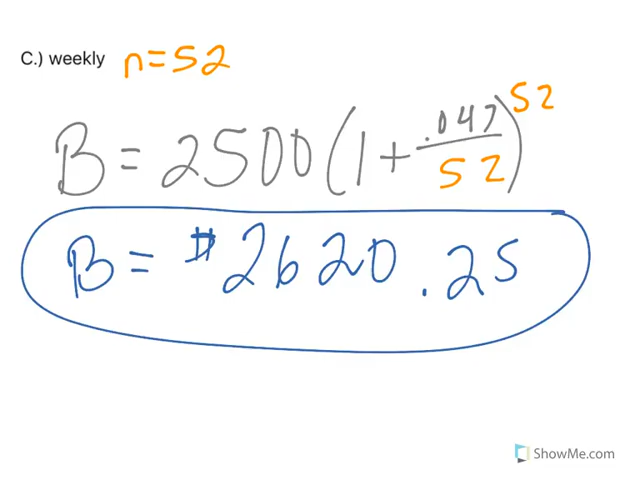 C.) weekly n=52
B = 2500(1 + .047/52)^52
B = $2620.25
ShowMe.com